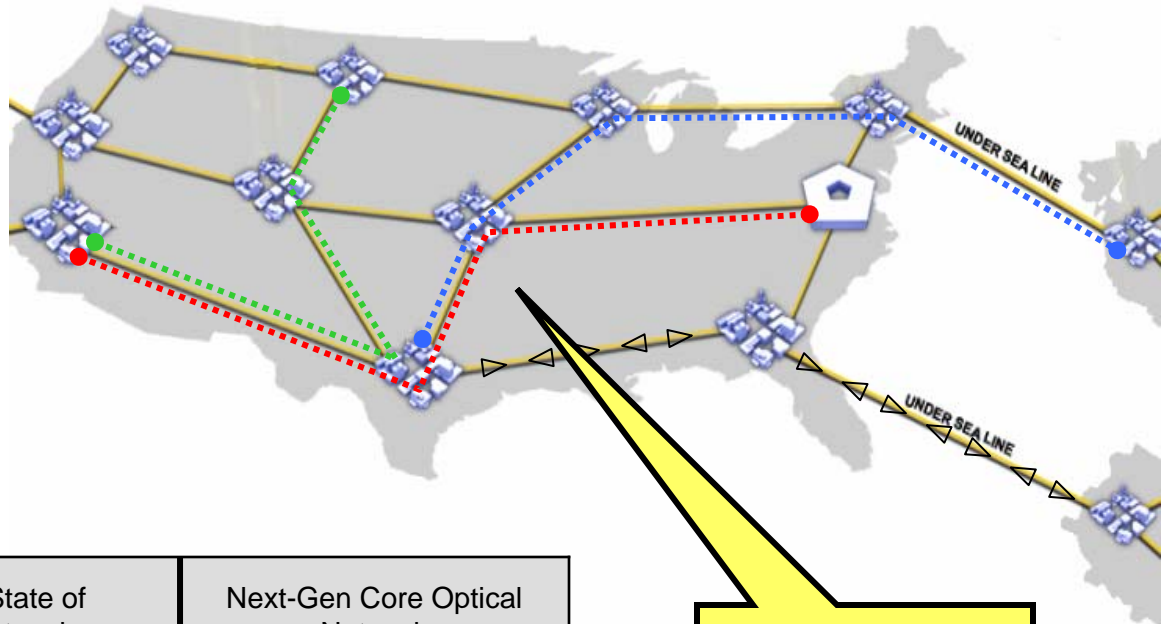 UNDER SEA LINE
UNDER SEA LINE
State of
Next-Gen Core Optical